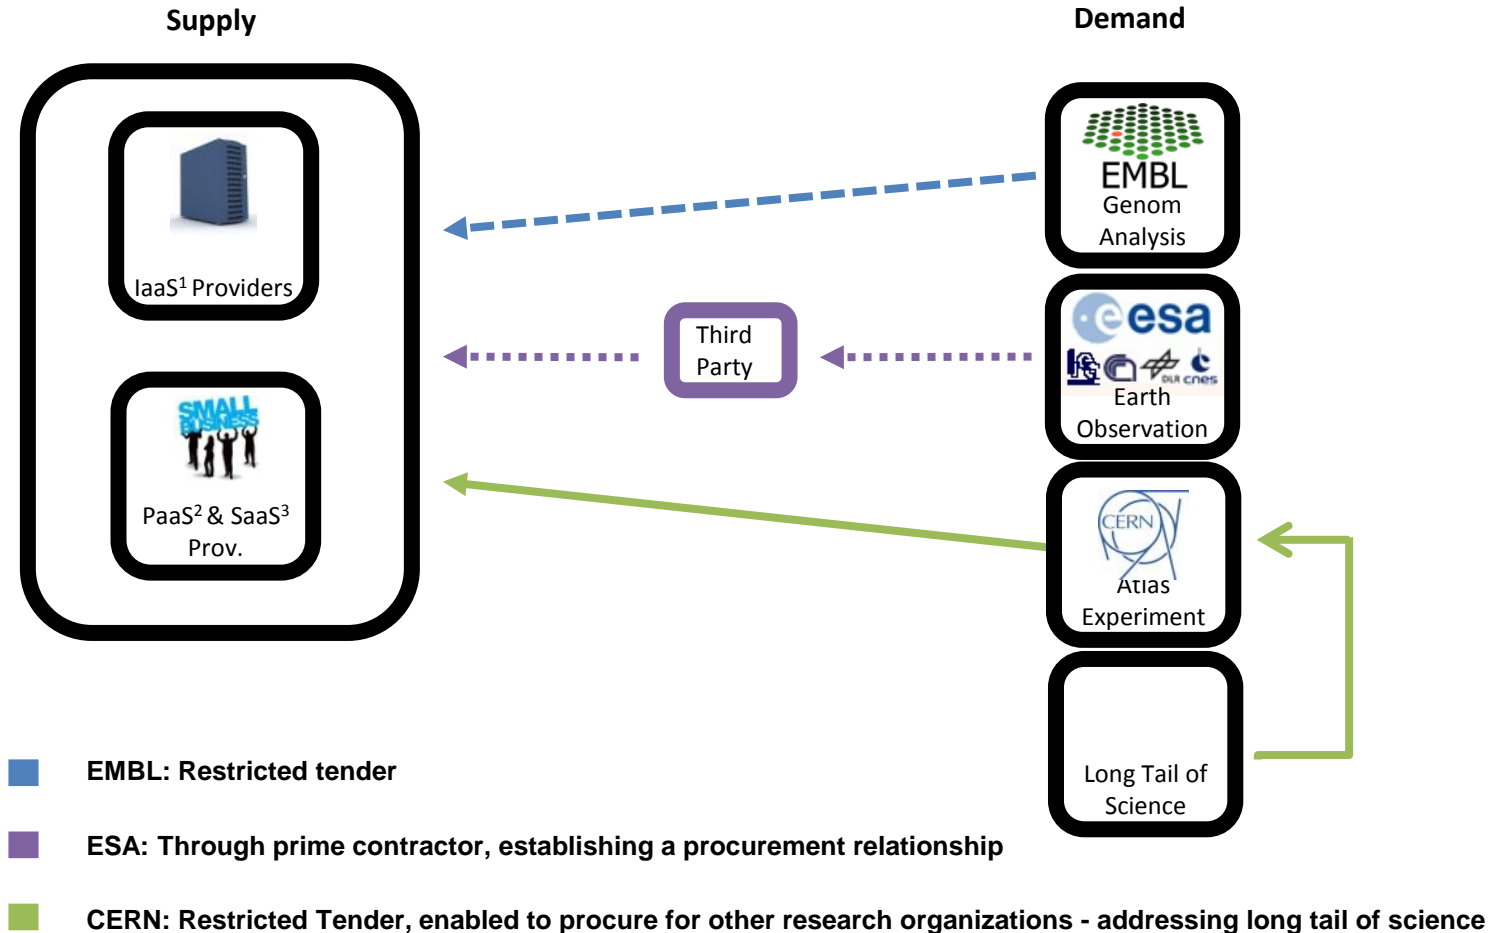 Supply
Demand
IaaS1 Providers
SMALL
BUSINESS
PaaS2 & SaaS3
Prov.
Third
Party
EMBL
Genom
Analysis
esa
DLR cnes
Earth
Observation
CERN
Atlas
Experiment
Long Tail of
Science
EMBL: Restricted tender
ESA: Through prime contractor, establishing a procurement relationship
CERN: Restricted Tender, enabled to procure for other research organizations - addressing long tail of science